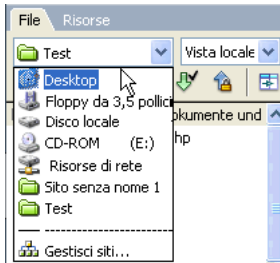 File Risorse
Test Vista locale
Desktop
Floppy da 3,5 pollici
Disco locale
CD-ROM (E:)
Risorse di rete
Sito senza nome 1
Test
Gestisci siti...
okumente und
hp